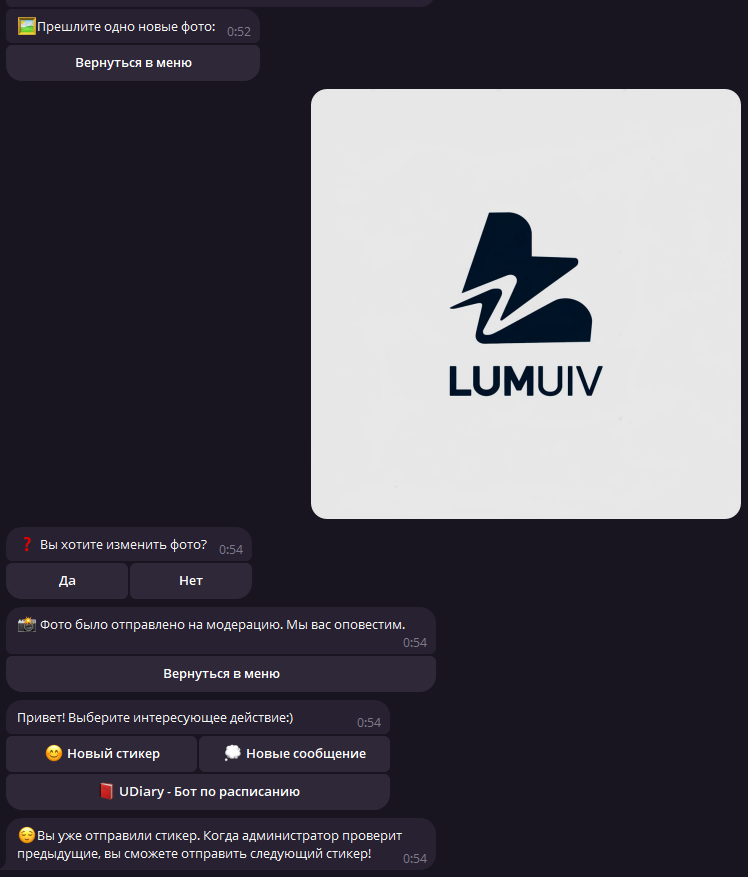 Прешлите одно новые фото:
0:52
Вернуться в меню
LUMUIV
Вы хотите изменить фото?
0:54
Да
Нет
Фото было отправлено на модерацию. Мы вас оповестим.
0:54
Вернуться в меню
Привет! Выберите интересующее действие:)
0:54
Новый стикер
Новые сообщение
UDiary - Бот по расписанию
Вы уже отправили стикер. Когда администратор проверит
предыдущие, вы сможете отправить следующий стикер!
0:54